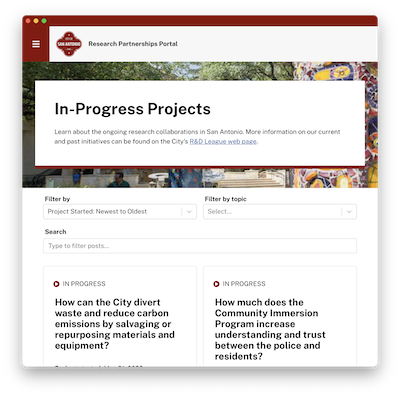 SAN ANTONIO
Research Partnerships Portal
In-Progress Projects
Learn about the ongoing research collaborations in San Antonio. More information on our current
and past initiatives can be found on the City's R&D League web page.
Filter by
Filter by topic
Project Started: Newest to Oldest
Select...
Search
Type to filter posts...
IN PROGRESS
How can the City divert
waste and reduce carbon
emissions by salvaging or
repurposing materials and
equipment?
IN PROGRESS
How much does the
Community Immersion
Program increase
understanding and trust
between the police and
residents?